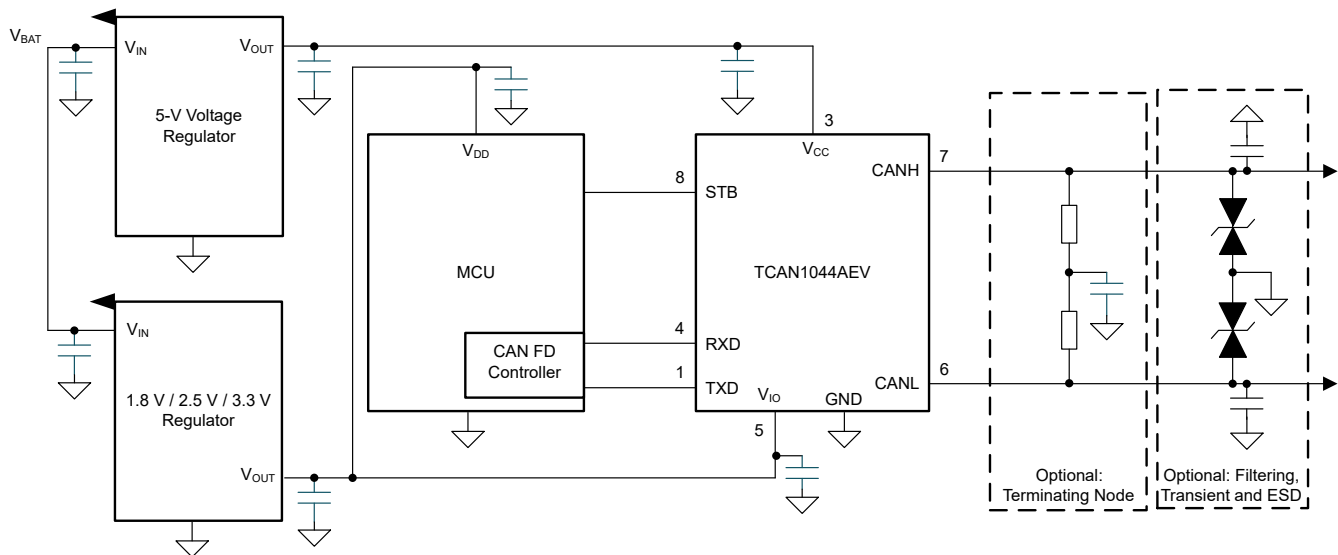 VBAT
VIN
VOUT
5-V Voltage
Regulator
VIN
1.8 V / 2.5 V / 3.3 V
Regulator
VOUT
VDD
MCU
CAN FD
Controller
8
4
1
3
VCC
STB
TCAN1044AEV
RXD
TXD
VIO
GND
5
CANH
7
CANL
6
Optional:
Terminating Node
Optional: Filtering,
Transient and ESD